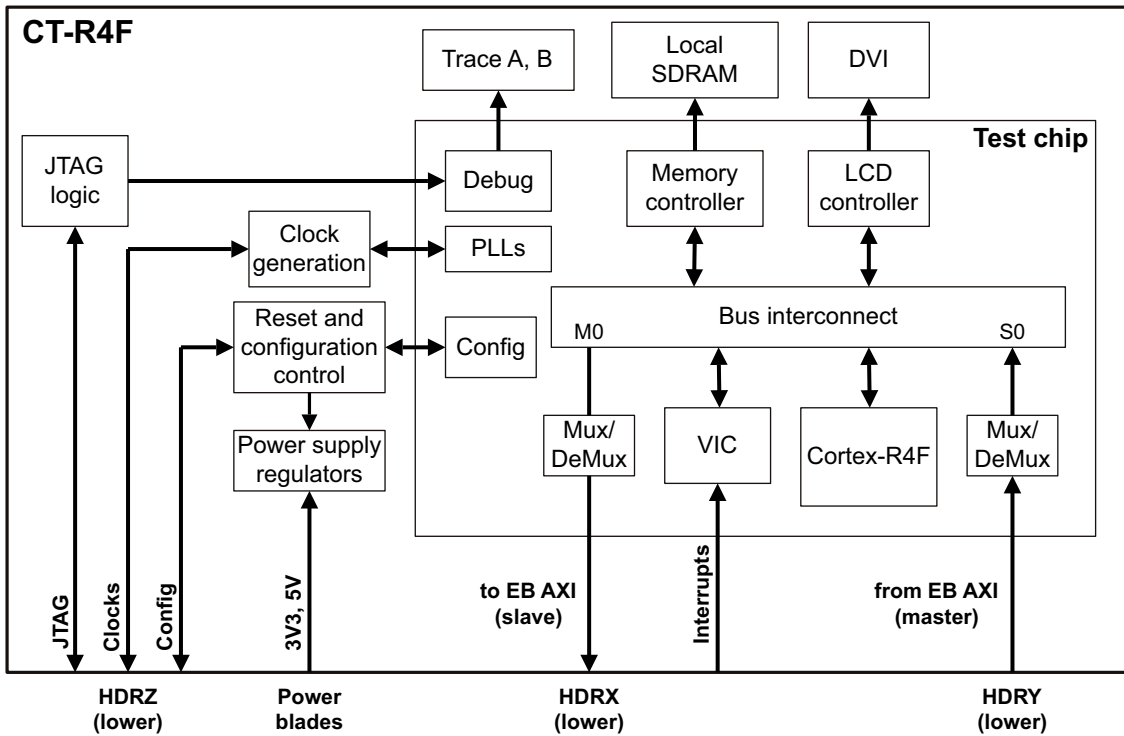 CT-R4F
Trace A, B
Local
SDRAM
DVI
Test chip
JTAG
logic
Debug
Memory
controller
LCD
controller
Clock
generation
PLLs
Reset and
configuration
control
Config
Bus interconnect
M0
S0
Power supply
regulators
Mux/
DeMux
VIC
Cortex-R4F
Mux/
DeMux
JTAG
Clocks
Config
3V3, 5V
to EB AXI
(slave)
Interrupts
from EB AXI
(master)
HDRZ
(lower)
Power
blades
HDRX
(lower)
HDRY
(lower)